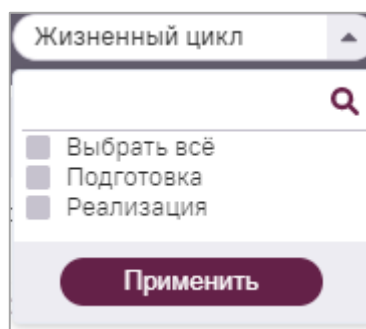 Жизненный цикл
Выбрать всё
Подготовка
Реализация
Применить